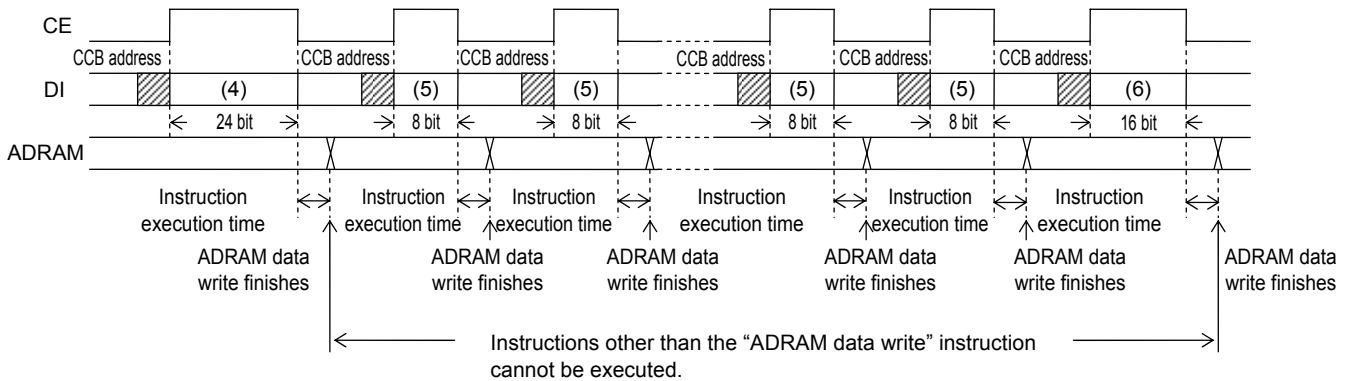 CE
CCB address CCB address CCB address CCB address CCB address CCB address
DI (4) (5) (5) (5) (5) (6)
24 bit 8 bit 8 bit 8 bit 8 bit 16 bit
ADRAM
Instruction Instruction Instruction Instruction Instruction Instruction
execution time execution time execution time execution time execution time execution time
ADRAM data ADRAM data ADRAM data ADRAM data ADRAM data ADRAM data
write finishes write finishes write finishes write finishes write finishes write finishes
Instructions other than the “ADRAM data write” instruction
cannot be executed.